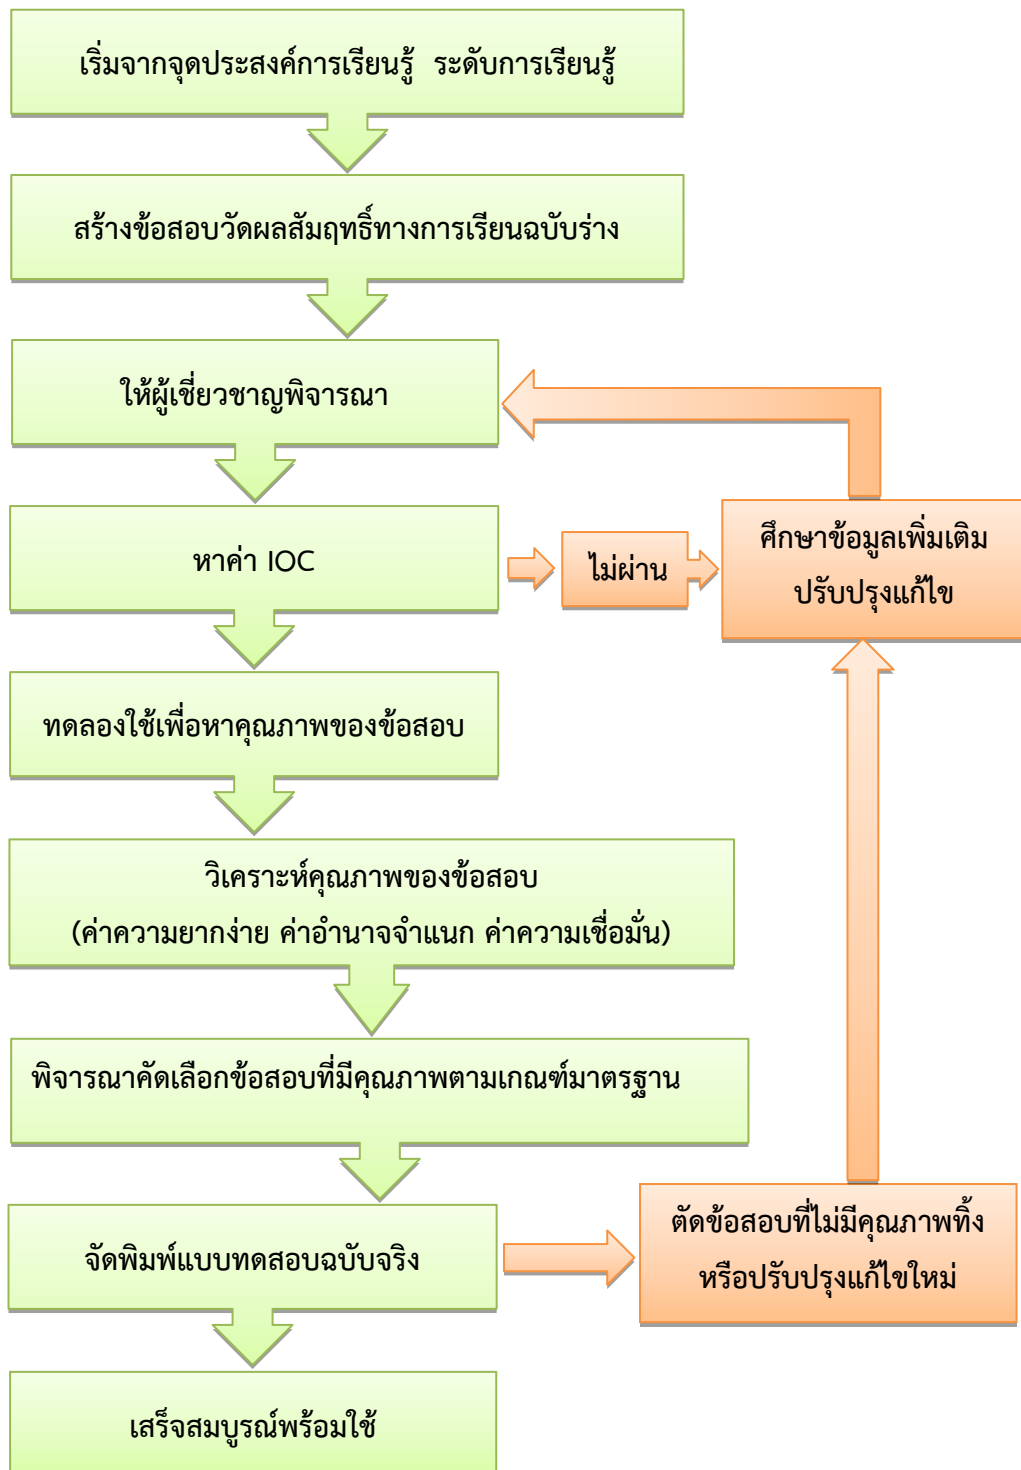 เริ่มจากจุดประสงค์การเรียนรู้ ระดับการเรียนรู้
สร้างข้อสอบวัดผลสัมฤทธิ์ทางการเรียนฉบับร่าง
ให้ผู้เชี่ยวชาญพิจารณา
หาค่า IOC
ไม่ผ่าน
ศึกษาข้อมูลเพิ่มเติม
ปรับปรุงแก้ไข
ทดลองใช้เพื่อหาคุณภาพของข้อสอบ
วิเคราะห์คุณภาพของข้อสอบ
(ค่าความยากง่าย ค่าอำนาจจำแนก ค่าความเชื่อมั่น)
พิจารณาคัดเลือกข้อสอบที่มีคุณภาพตามเกณฑ์มาตรฐาน
จัดพิมพ์แบบทดสอบฉบับจริง
ตัดข้อสอบที่ไม่มีคุณภาพทิ้ง
หรือปรับปรุงแก้ไขใหม่
เสร็จสมบูรณ์พร้อมใช้